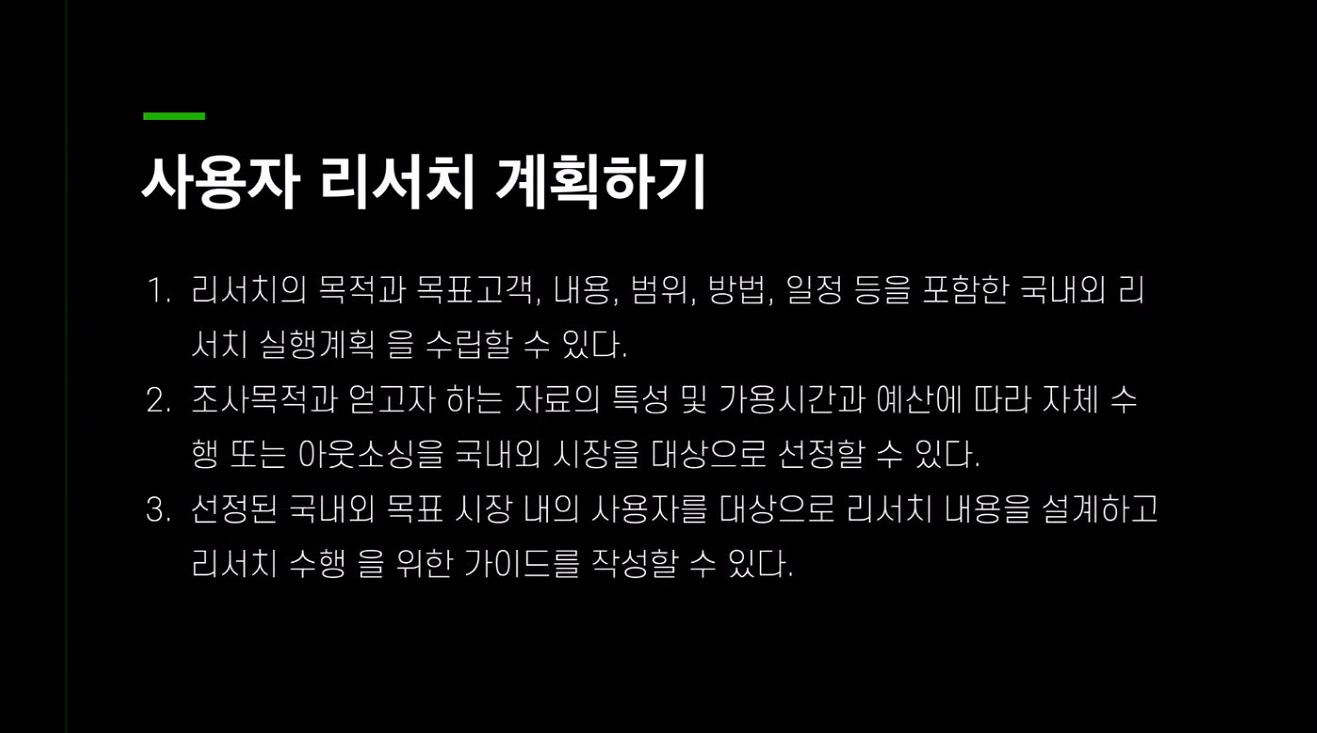 사용자 리서치 계획하기
1. 리서치의 목적과 목표고객, 내용, 범위, 방법, 일정 등을 포함한 국내외 리
서치 실행계획 을 수립할 수 있다.
2. 조사목적과 얻고자 하는 자료의 특성 및 가용시간과 예산에 따라 자체 수
행 또는 아웃소싱을 국내외 시장을 대상으로 선정할 수 있다.
3. 선정된 국내외 목표 시장 내의 사용자를 대상으로 리서치 내용을 설계하고
리서치 수행 을 위한 가이드를 작성할 수 있다.